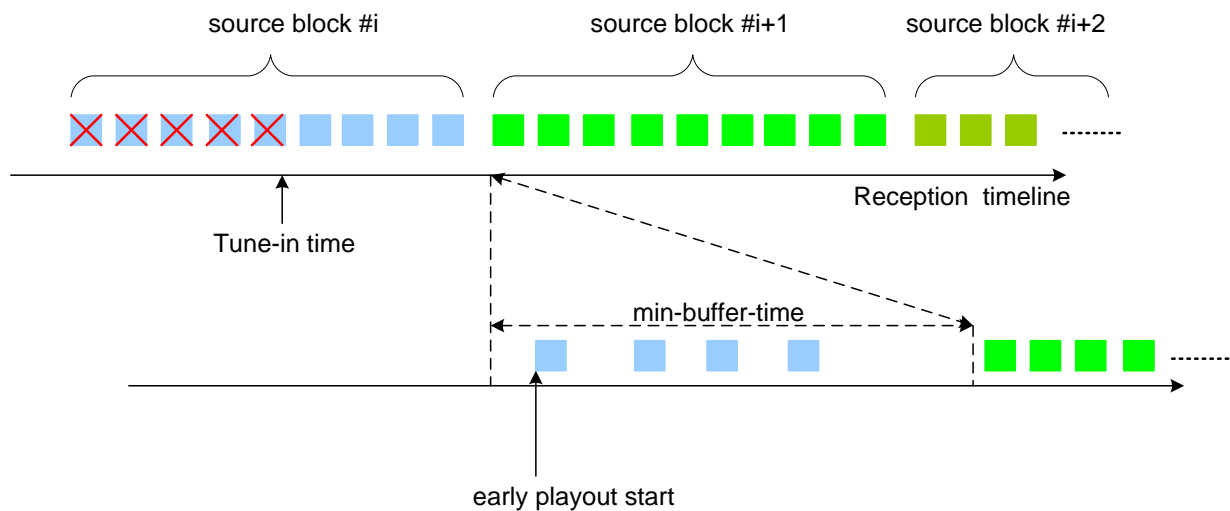 source block #i
source block #i+1
source block #i+2
Reception timeline
Tune-in time
min-buffer-time
early playout start